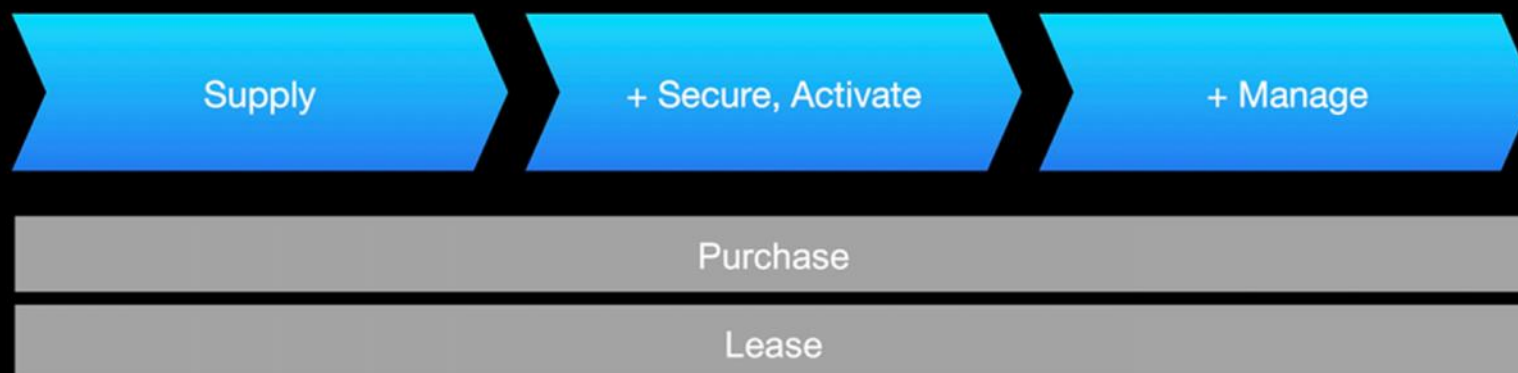 Supply
+ Secure, Activate
+ Manage
Purchase
Lease